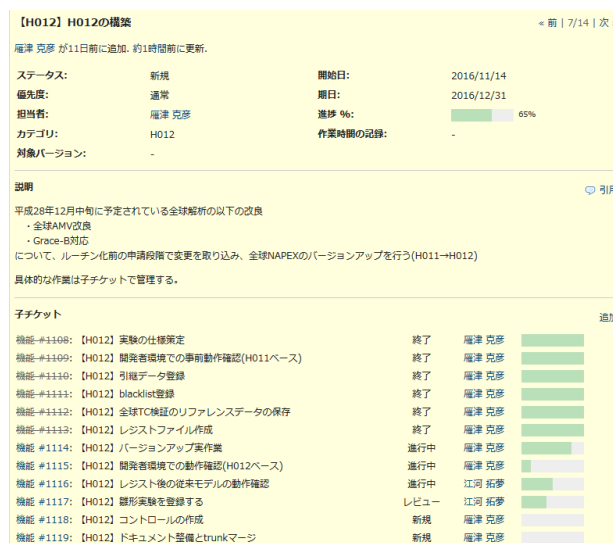 【H012】H012の構築
« 前 | 7/14 | 次
雁津 克彦 が11日前に追加. 約1時間前に更新.
ステータス: 新規 開始日: 2016/11/14
優先度: 通常 期日: 2016/12/31
担当者: 雁津 克彦 進捗 %: 65%
カテゴリ: H012 作業時間の記録: -
対象バージョン: -
説明
引用
平成28年12月中旬に予定されている全球解析の以下の改良
・全球AMV改良
・Grace-B対応
について、ルーチン化前の申請段階で変更を取り込み、全球NAPEXのバージョンアップを行う(H011→H012)
具体的な作業は子チケットで管理する。
子チケット
追加
機能 #1108: 【H012】実験の仕様策定 終了 雁津 克彦
機能 #1109: 【H012】開発者環境での事前動作確認(H011ベース) 終了 雁津 克彦
機能 #1110: 【H012】引継データ登録 終了 雁津 克彦
機能 #1111: 【H012】blacklist登録 終了 雁津 克彦
機能 #1112: 【H012】全球TC検証のリファレンスデータの保存 終了 雁津 克彦
機能 #1113: 【H012】レジストファイル作成 終了 雁津 克彦
機能 #1114: 【H012】バージョンアップ実作業 進行中 雁津 克彦
機能 #1115: 【H012】開発者環境での動作確認(H012ベース) 進行中 雁津 克彦
機能 #1116: 【H012】レジスト後の従来モデルの動作確認 進行中 江河 拓夢
機能 #1117: 【H012】雛形実験を登録する レビュー 江河 拓夢
機能 #1118: 【H012】コントロールの作成 新規 雁津 克彦
機能 #1119: 【H012】ドキュメント整備とtrunkマージ 新規 雁津 克彦